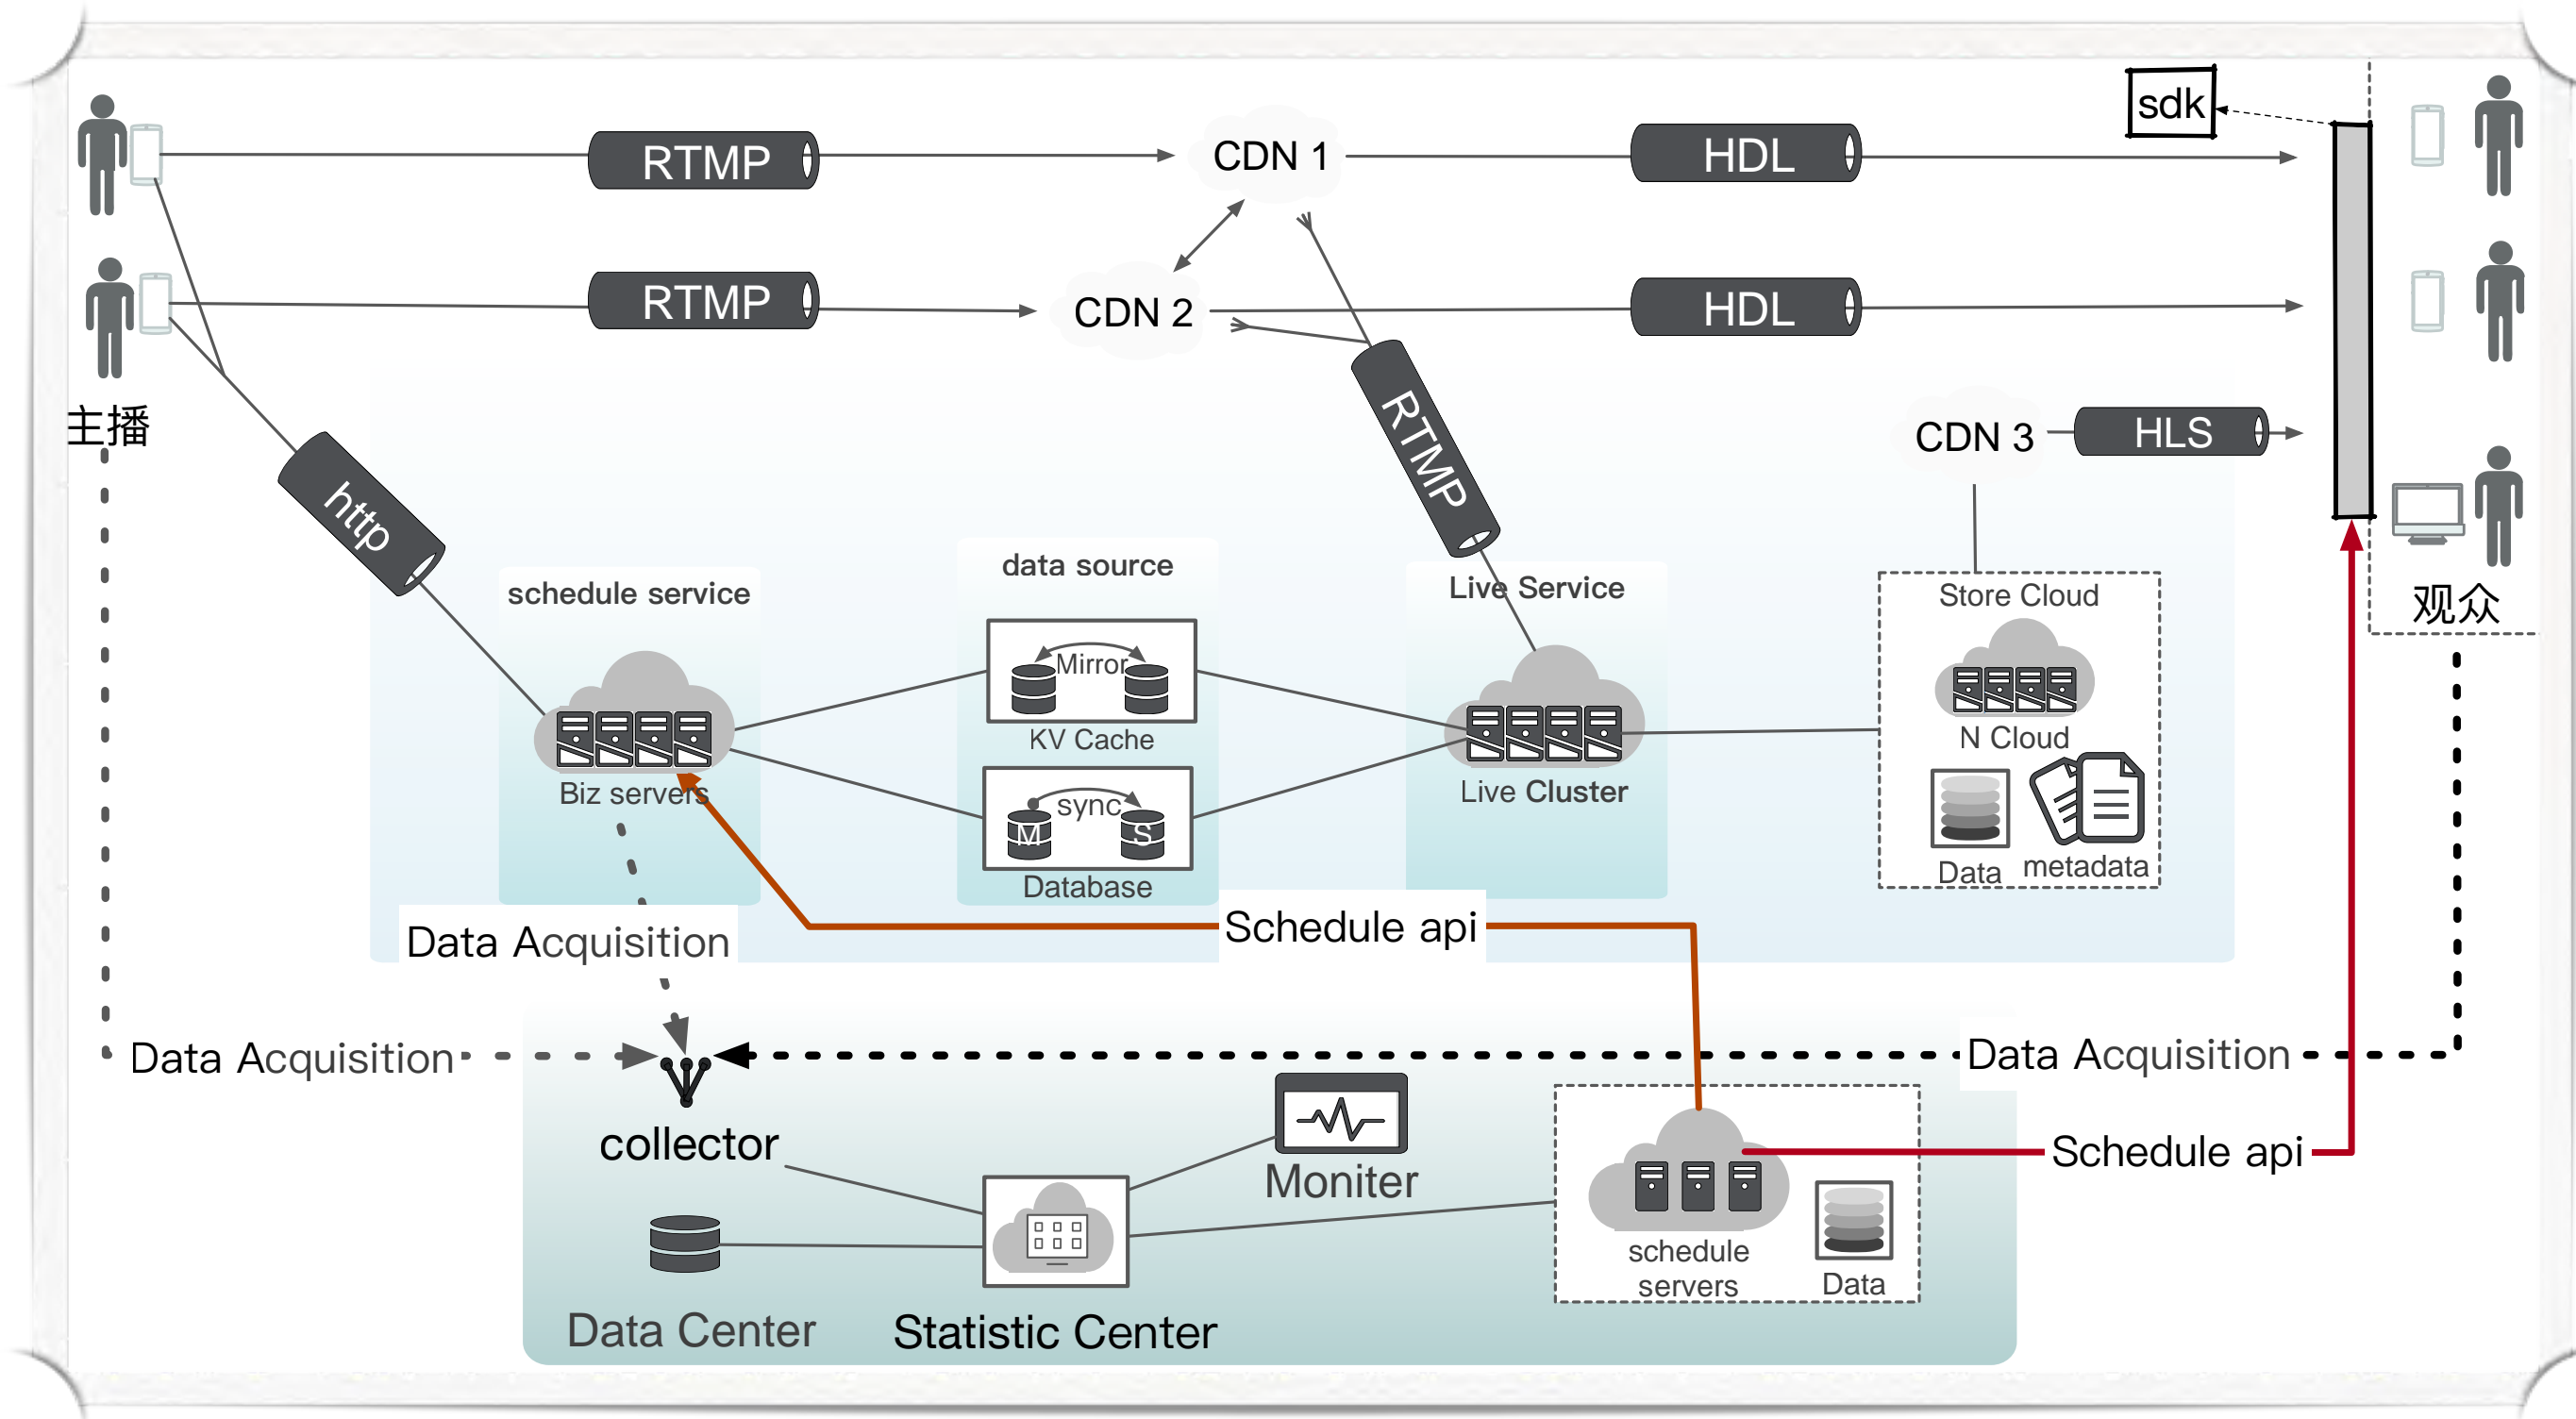 sdk
RTMP
CDN 1
HDL
RTMP
CDN 2
HDL
主播
http
RTMP
CDN 3
HLS
观众
schedule service
data source
Live Service
Store Cloud
Mirror
KV Cache
N Cloud
Biz servers
sync
M
S
Database
Live Cluster
Data
metadata
Data Acquisition
Schedule api
Data Acquisition
Data Acquisition
collector
Moniter
Schedule api
schedule
servers
Data
Data Center
Statistic Center